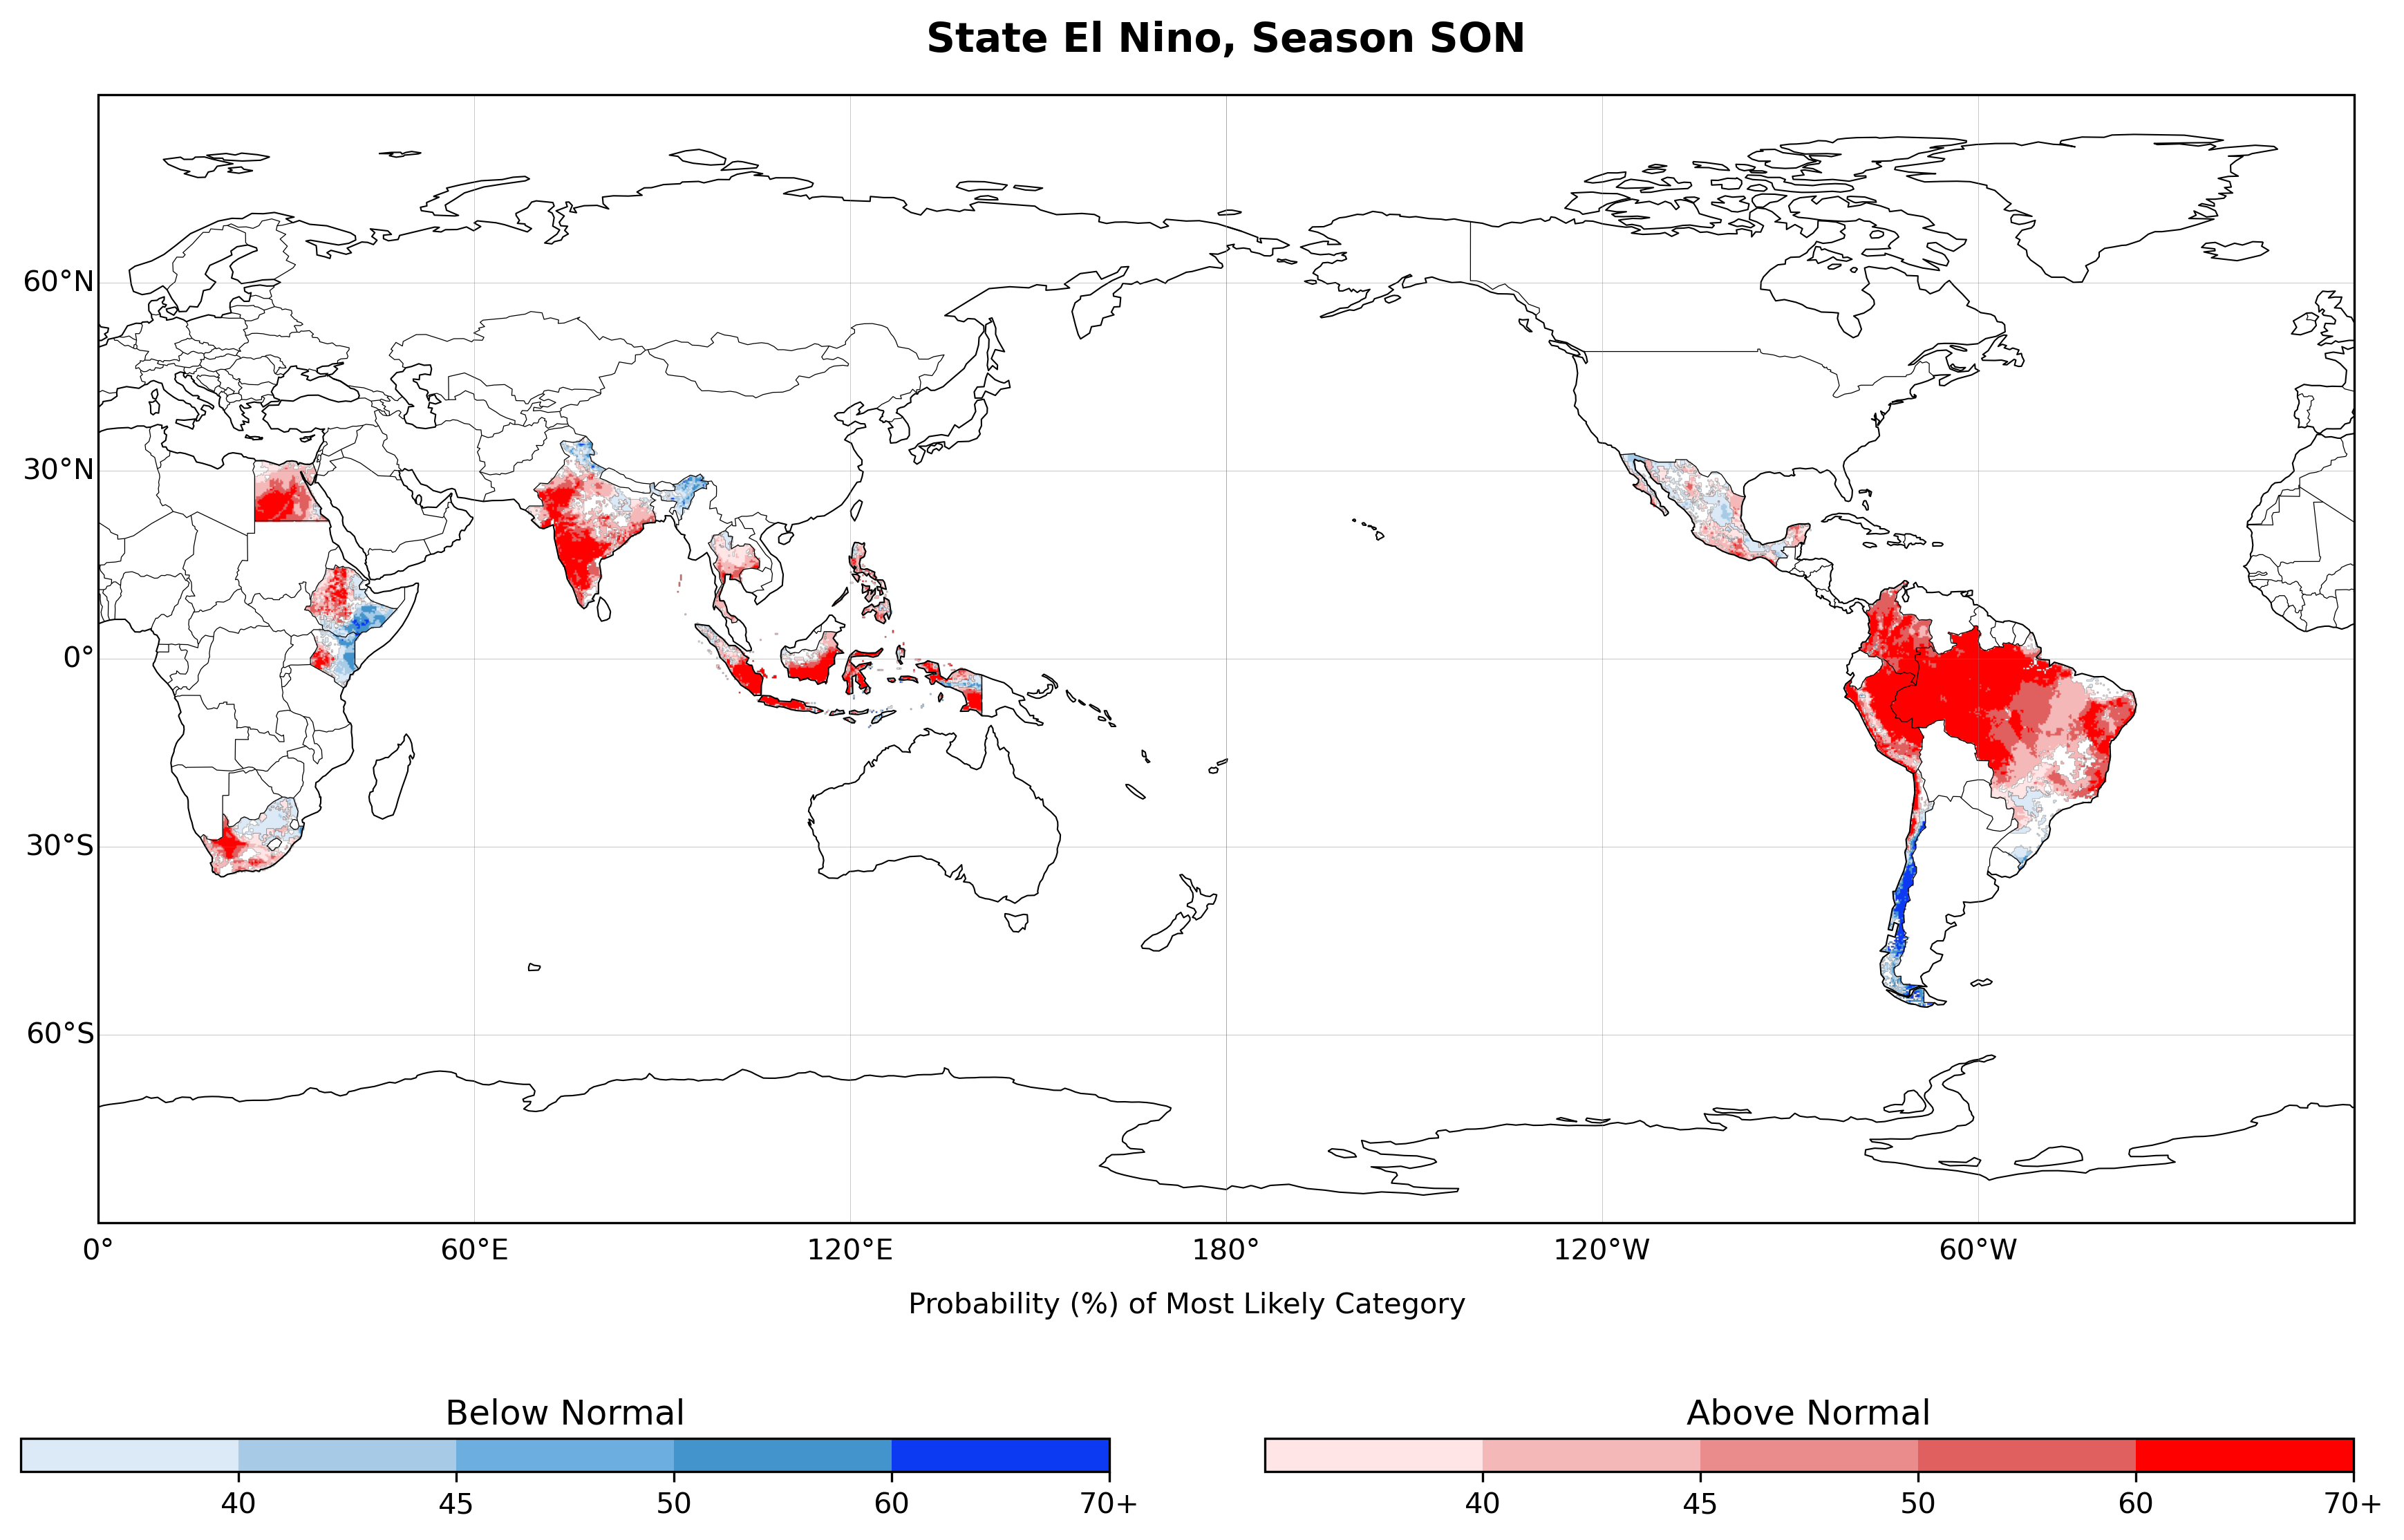 State El Nino, Season SON
60°N
30°N
0°
30°S
60°S
0° 60°E 120°E 180° 120°W 60°W
Probability (%) of Most Likely Category
Below Normal
40 45 50 60 70+
Above Normal
40 45 50 60 70+